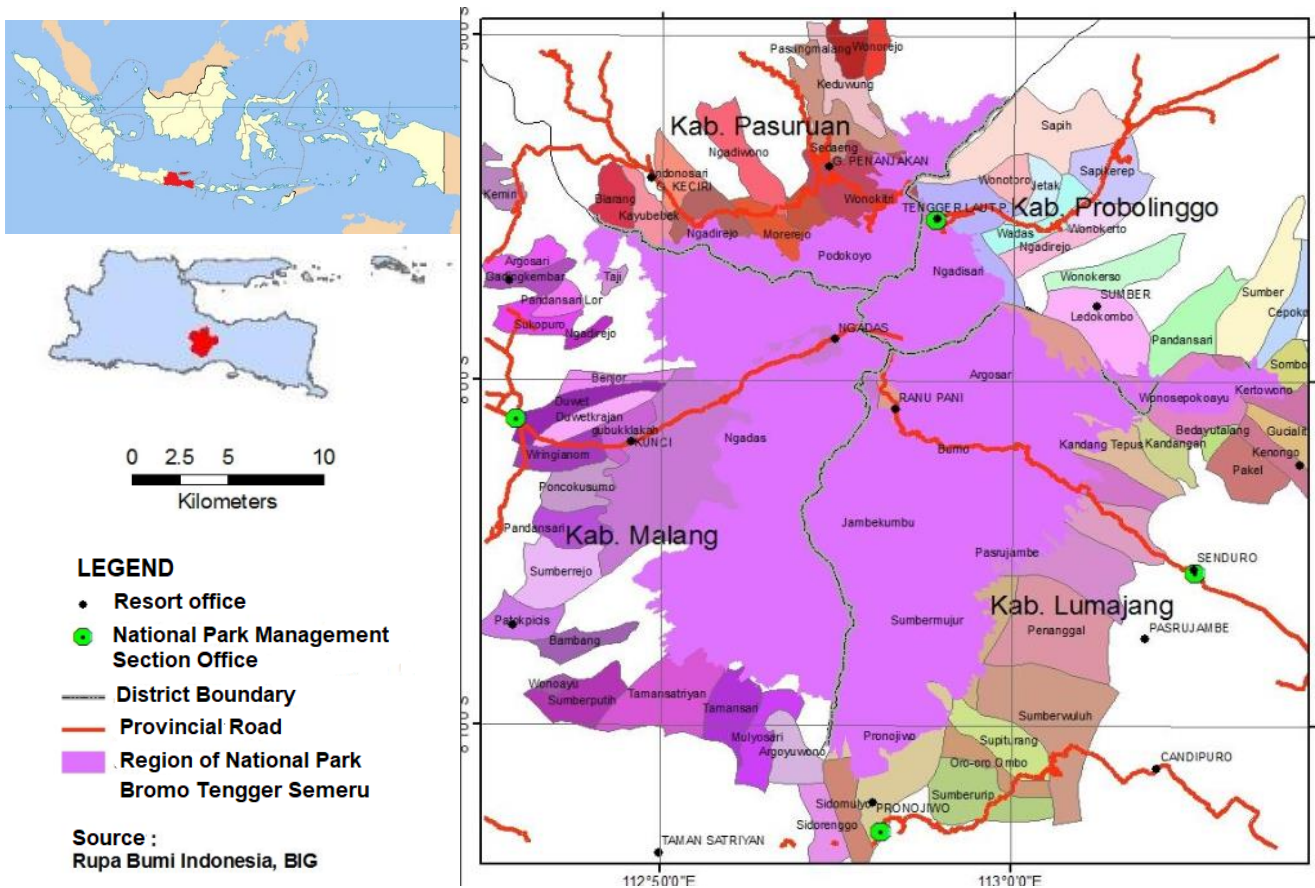 0 2.5 5 10
Kilometers
LEGEND
Resort office
National Park Management
Section Office
District Boundary
Provincial Road
Region of National Park
Bromo Tengger Semeru
Source :
Rupa Bumi Indonesia, BIG
Pasungmalang
Wonorejo
Keduwung
Kab. Pasuruan
Sapih
Ngadiwono
Sedaeng
G. PENANJAKAN
Indonosari
G. KECIRI
Wonotoro
Jetak
Sapikerep
Kemiri
Blarang
Wonokitri
Kayubebek
TENGGER LAUT P.
Kab. Probolinggo
Ngadirejo
Morerejo
Wadas
Wonokerto
Ngadirejo
Argosari
Podokoyo
Ngadisari
Gadingkembar
Taji
Wonokerso
Pandansari Lor
SUMBER
Sumber
Sukopuro
Ledokombo
Cepoka
Ngadirejo
NGADAS
Pandansari
Sombo
Benjor
Argosar
Duwet
RANU PANI
Wonosepokoayu
Kertowono
Duwetkrajan
gubukklakah
KUNCI
Ngadas
Burno
Kandang Tepus
Kandangan
Bedayutalang
Gucialit
Wringianom
Kenongo
Pakel
Poncokusumo
Pandansari
Kab. Malang
Jambekumbu
Sumberrejo
Pasrujambe
SENDURO
Kab. Lumajang
Patokpicis
Sumbermujur
Penanggal
PASRUJAMBE
Bambang
Wonoayu
Sumberputih
Tamansatriyan
Tamansari
Sumberwuluh
Mulyosari
Argoyuwono
Pronojiwo
Supiturang
Oro-oro Ombo
CANDIPURO
Sumberurip
Sidomulyo
PRONOJIWO
Sidorenggo
TAMAN SATRIYAN
112°50'0"E
113°0'0"E